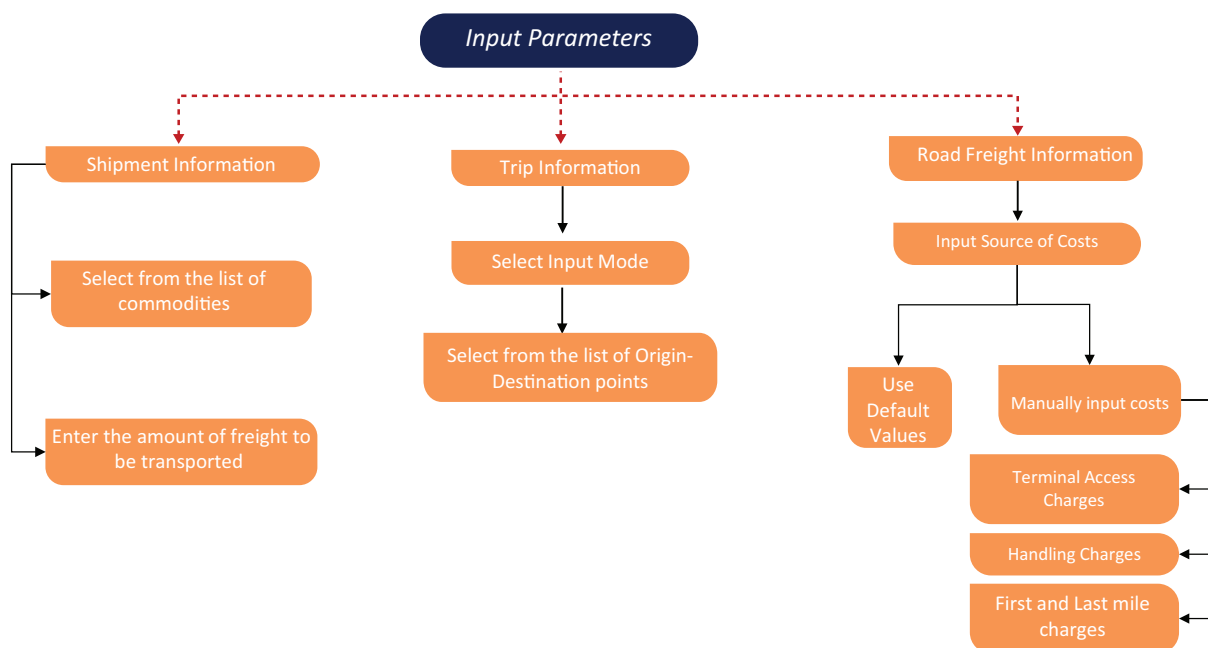 Input Parameters
Shipment Information
Trip Information
Road Freight Information
Select Input Mode
Input Source of Costs
Select from the list of
commodities
Select from the list of Origin-
Destination points
Use
Default
Values
Manually input costs
Enter the amount of freight to
be transported
Terminal Access
Charges
Handling Charges
First and Last mile
charges